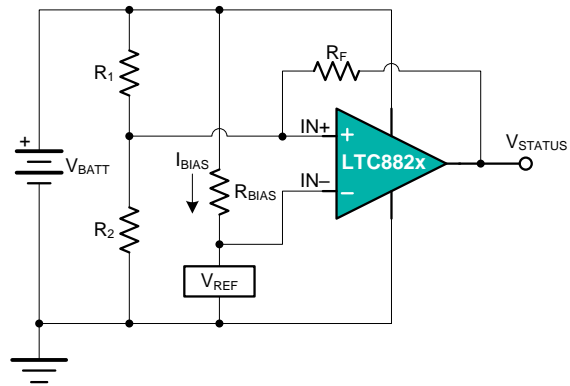 R1
RF
+
IN+
+
VSTATUS
LTC882x
VBATT
IBIAS
RBIAS
IN−
−
R2
VREF